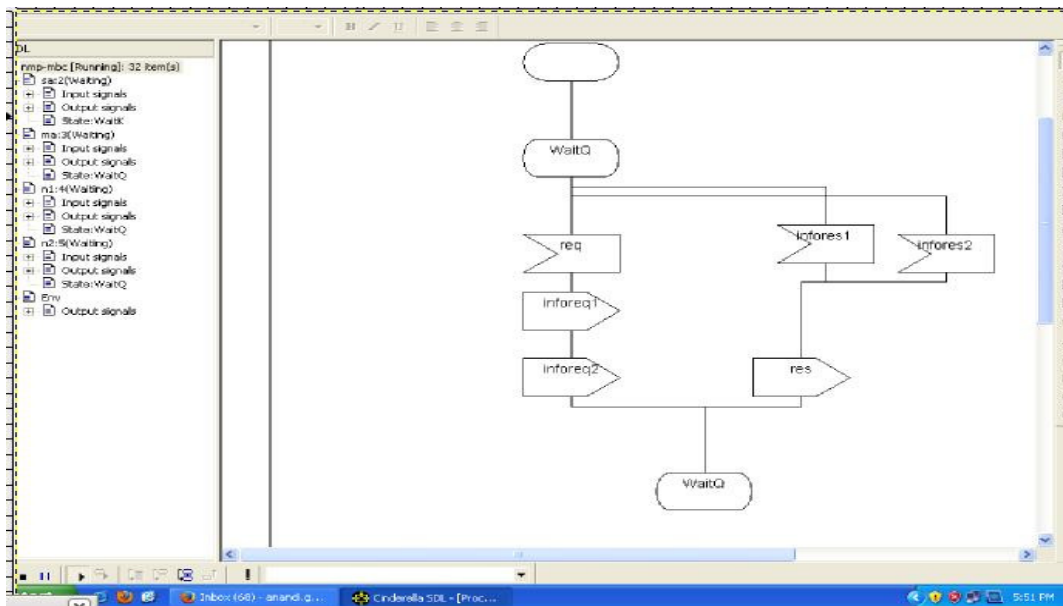 B I U
DL
nmp-mbc [Running]: 32 item(s)
sa:2(Waiting)
Input signals
Output signals
State:WaitK
ma:3(Waiting)
Input signals
Output signals
State:WaitQ
n1:4(Waiting)
Input signals
Output signals
State:WaitQ
n2:5(Waiting)
Input signals
Output signals
State:WaitQ
Env
Output signals
WaitQ
req
infores1
infores2
inforeq1
inforeq2
res
WaitQ
Inbox (68) - anand.g...
Cinderella SDL - [Proc...
5:51 PM